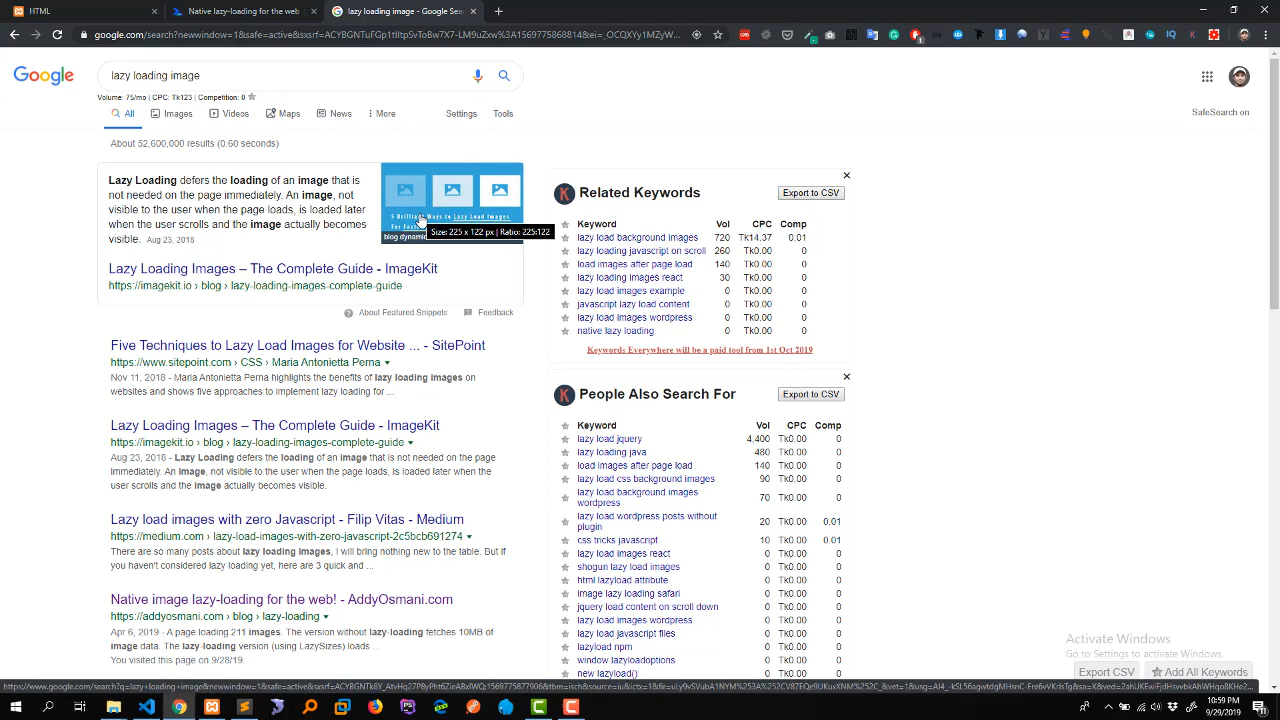 HTML
Native lazy-loading for the web
lazy loading image - Google Sea
google.com/search?newwindow=1&safe=active&sxsrf=
Google
lazy loading image
Volume: 75/mo | CPC: Tk123 | Competition: 0
All
Images
Videos
Maps
News
More
Settings
Tools
SafeSearch on
About 52,600,000 results (0.60 seconds)
Lazy Loading defers the loading of an image that is
not needed on the page immediately. An image, not
visible to the user when the page loads, is loaded later
when the user scrolls and the image actually becomes
visible. Aug 23, 2018
5 Brilliant Ways to Lazy Load Images
Size: 225 x 122 px | Ratio: 225:122
Lazy Loading Images – The Complete Guide - ImageKit
https://imagekit.io › blog › lazy-loading-images-complete-guide
About Featured Snippets
Feedback
Five Techniques to Lazy Load Images for Website ... - SitePoint
https://www.sitepoint.com › CSS › Maria Antonietta Perna
Nov 11, 2018 - Maria Antonietta Perna highlights the benefits of lazy loading images on
websites and shows five approaches to implement lazy loading for ...
Lazy Loading Images – The Complete Guide - ImageKit
https://imagekit.io › blog › lazy-loading-images-complete-guide
Aug 23, 2018 - Lazy Loading defers the loading of an image that is not needed on the page
immediately. An image, not visible to the user when the page loads, is loaded later when the
user scrolls and the image actually becomes visible.
Lazy load images with zero Javascript - Filip Vitas - Medium
https://medium.com › lazy-load-images-with-zero-javascript-2c5bcb691274
There are so many posts about lazy loading images, I will bring nothing new to the table. But if
you haven't considered lazy loading yet, here are 3 quick and ...
Native image lazy-loading for the web! - AddyOsmani.com
https://addyosmani.com › blog › lazy-loading
Apr 6, 2019 - A page loading 211 images. The version without lazy-loading fetches 10MB of
image data. The lazy-loading version (using LazySizes) loads ...
You visited this page on 9/28/19.
Related Keywords
Export to CSV
Keyword Vol CPC Comp
lazy load background images 720 Tk14.37 0.01
lazy loading javascript on scroll 260 Tk0.00 0
load images after page load 140 Tk0.00 0
lazy loading images react 30 Tk0.00 0
lazy load images example 0 Tk0.00 0
javascript lazy load content 0 Tk0.00 0
lazy load images wordpress 0 Tk0.00 0
native lazy loading 0 Tk0.00 0
Keywords Everywhere will be a paid tool from 1st Oct 2019
People Also Search For
Export to CSV
Keyword Vol CPC Comp
lazy load jquery 4,400 Tk0.00 0
lazy loading java 480 Tk0.00 0
load images after page load 140 Tk0.00 0
lazy load css background images 90 Tk0.00 0
lazy load background images
wordpress 70 Tk0.00 0
lazy load wordpress posts without
plugin 20 Tk0.00 0.01
css tricks javascript 10 Tk0.00 0.01
lazy load images react 0 Tk0.00 0
shogun lazy load images 0 Tk0.00 0
html lazyload attribute 0 Tk0.00 0
image lazy loading safari 0 Tk0.00 0
jquery load content on scroll down 0 Tk0.00 0
lazy load images wordpress 0 Tk0.00 0
lazy load javascript files 0 Tk0.00 0
lazyload npm 0 Tk0.00 0
window lazyloadoptions 0 Tk0.00 0
new lazyload() 0 Tk0.00 0
Activate Windows
Go to Settings to activate Windows.
Export CSV
Add All Keywords
10:59 PM
9/29/2019